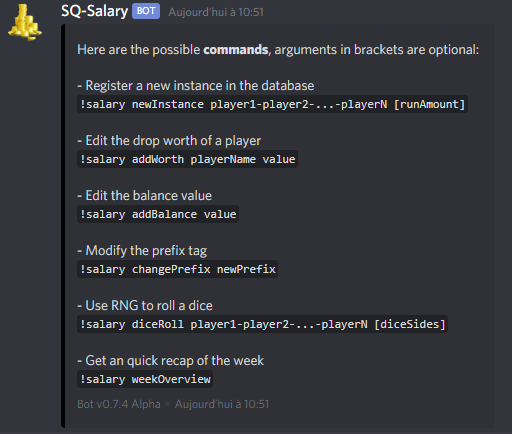 SQ-Salary BOT Aujourd'hui à 10:51
Here are the possible commands, arguments in brackets are optional:
- Register a new instance in the database
!salary newInstance player1-player2-...-playerN [runAmount]
- Edit the drop worth of a player
!salary addWorth playerName value
- Edit the balance value
!salary addBalance value
- Modify the prefix tag
!salary changePrefix newPrefix
- Use RNG to roll a dice
!salary diceRoll player1-player2-...-playerN [diceSides]
- Get an quick recap of the week
!salary weekOverview
Bot v0.7.4 Alpha • Aujourd'hui à 10:51